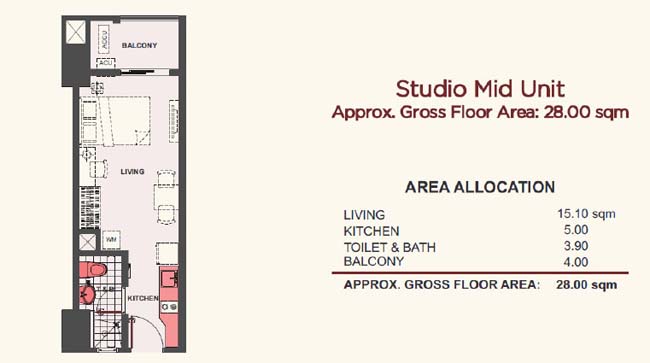 ACCU
BALCONY
ACU
LIVING
WM
T & B
KITCHEN
Studio Mid Unit
Approx. Gross Floor Area: 28.00 sqm
AREA ALLOCATION
LIVING 15.10 sqm
KITCHEN 5.00
TOILET & BATH 3.90
BALCONY 4.00
APPROX. GROSS FLOOR AREA: 28.00 sqm